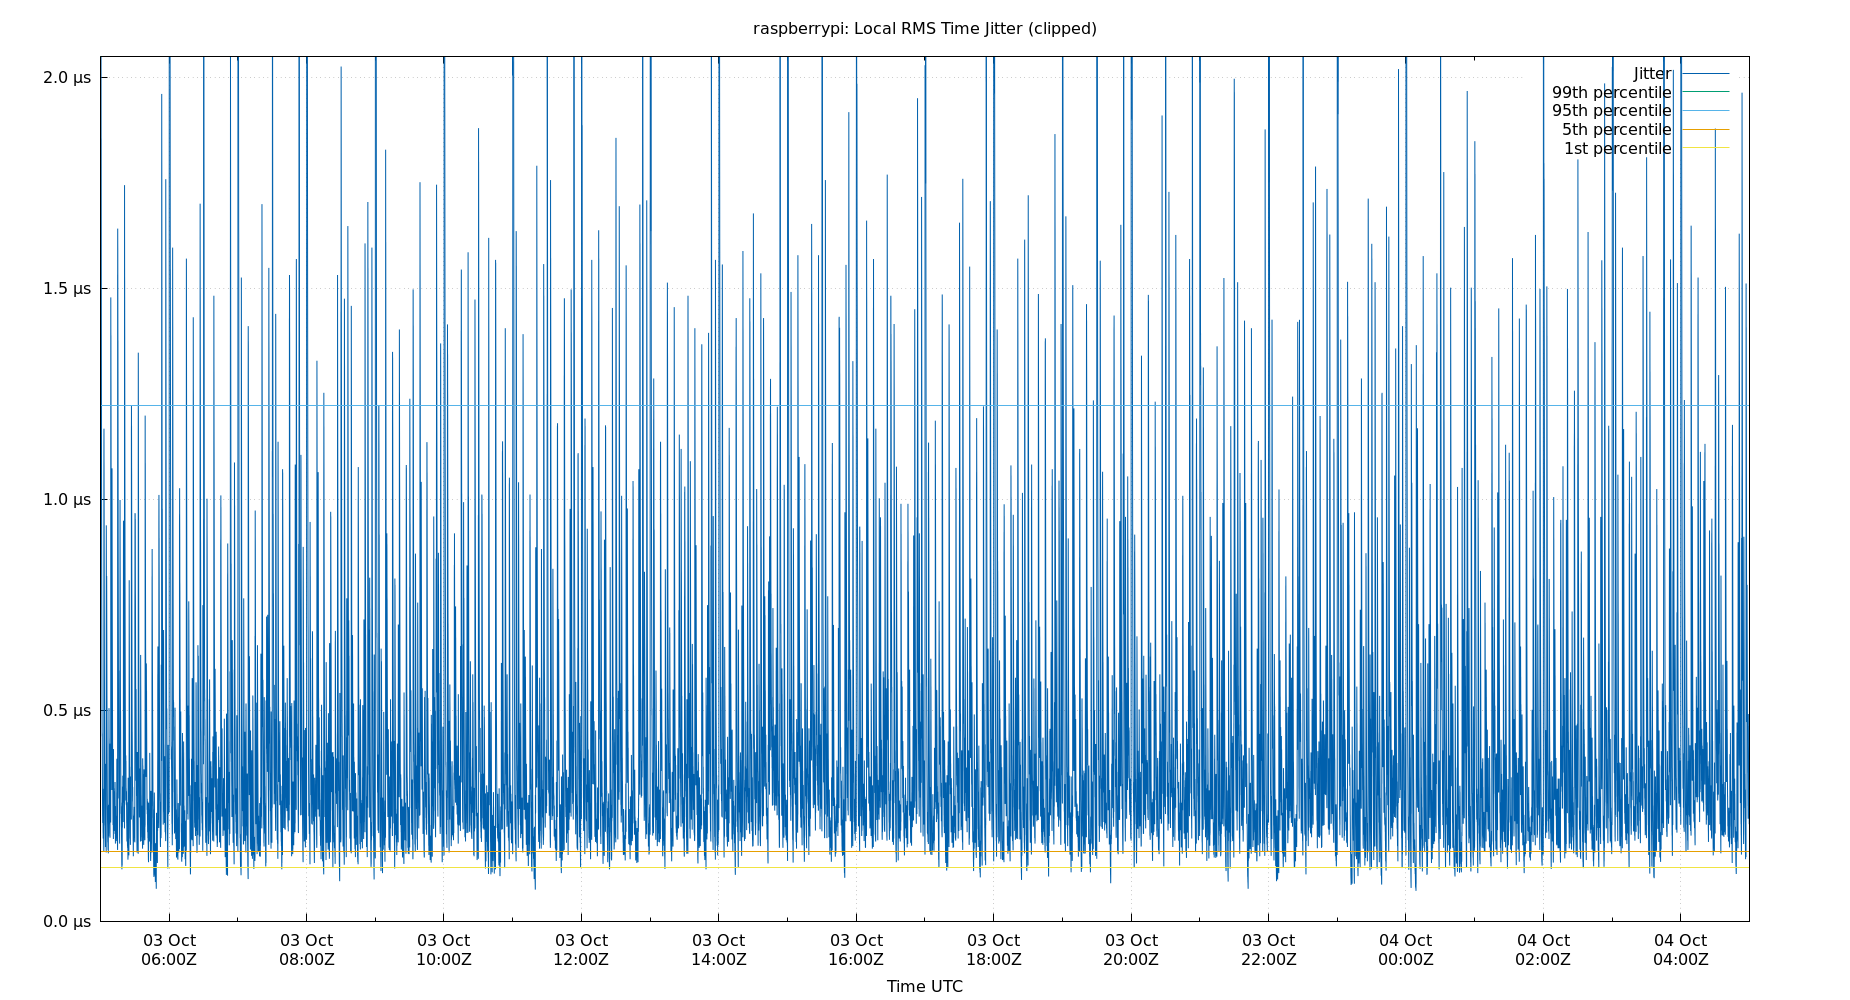 raspberrypi: Local RMS Time Jitter (clipped)
2.0 μs
1.5 μs
1.0 μs
0.5 μs
0.0 μs
Jitter
99th percentile
95th percentile
5th percentile
1st percentile
03 Oct 03 Oct 03 Oct 03 Oct 03 Oct 03 Oct 03 Oct 03 Oct 03 Oct 04 Oct 04 Oct 04 Oct
06:00Z 08:00Z 10:00Z 12:00Z 14:00Z 16:00Z 18:00Z 20:00Z 22:00Z 00:00Z 02:00Z 04:00Z
Time UTC